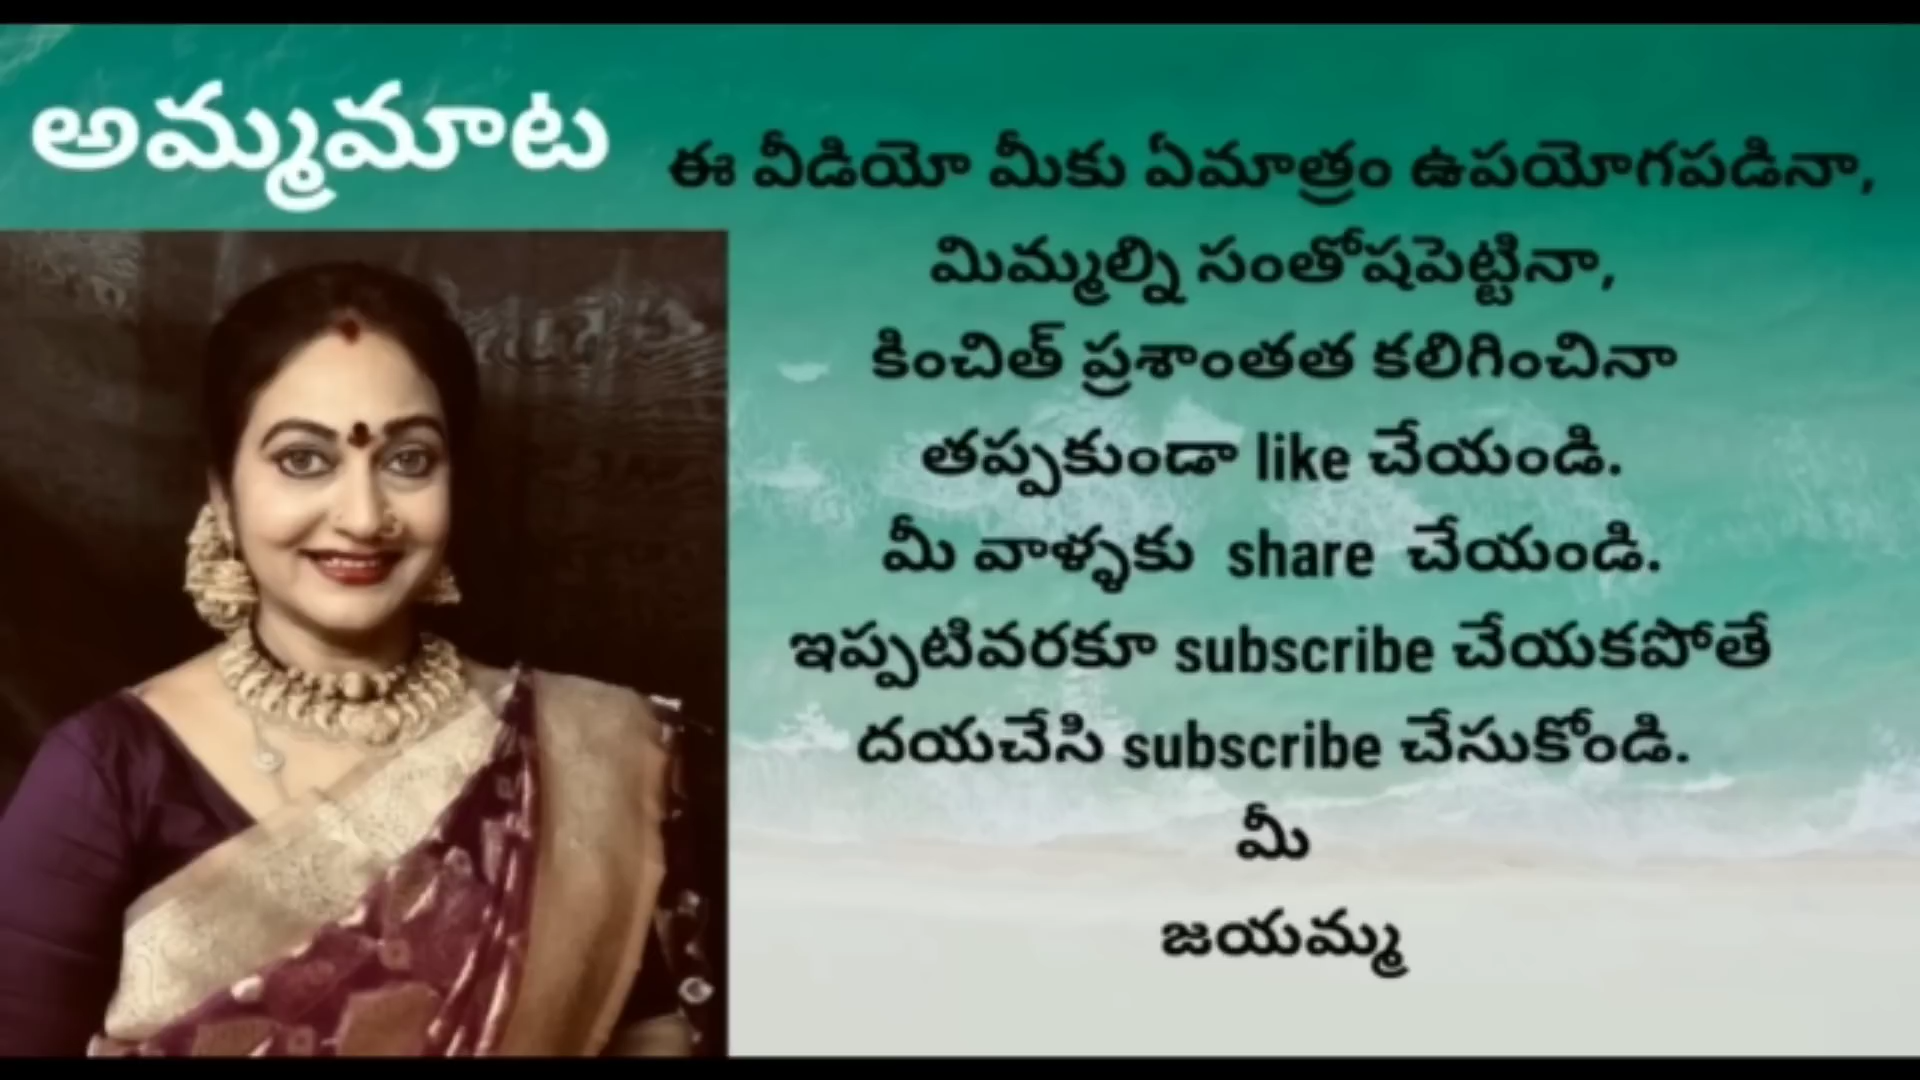 అమ్మమాట
ఈ వీడియో మీకు ఏమాత్రం ఉపయోగపడినా,
మిమ్మల్ని సంతోషపెట్టినా,
కించిత్ ప్రశాంతత కలిగించినా
తప్పకుండా like చేయండి.
మీ వాళ్ళకు share చేయండి.
ఇప్పటివరకూ subscribe చేయకపోతే
దయచేసి subscribe చేసుకోండి.
మీ
జయమ్మ